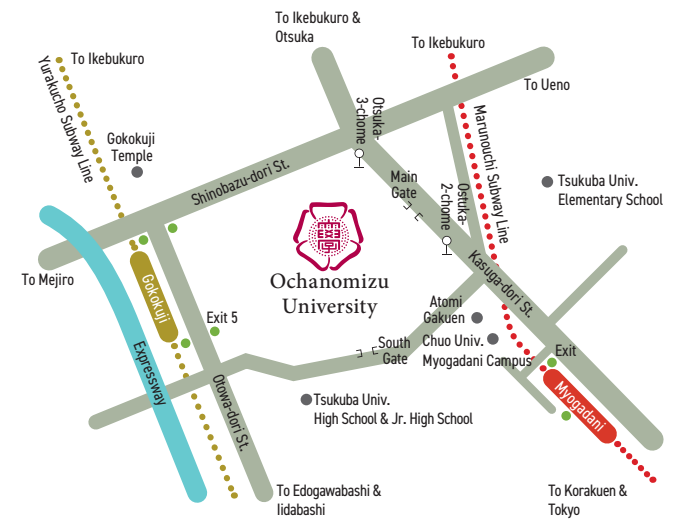 To Ikebukuro &
Otsuka
To Ikebukuro
To Ikebukuro
Yurakucho Subway Line
To Ueno
Otsuka-
3-chome
Gokokuji
Temple
Shinobazu-dori St.
Main
Gate
Ostuka-
2-chome
Marunouchi Subway Line
Tsukuba Univ.
Elementary School
To Mejiro
Gokokuji
Ochanomizu
University
Kasuga-dori St.
Exit 5
Atomi
Gakuen
Chuo Univ.
Myogadani Campus
South
Gate
Exit
Expressway
Otowa-dori St.
Myogadani
Tsukuba Univ.
High School & Jr. High School
To Edogawabashi &
Iidabashi
To Korakuen &
Tokyo